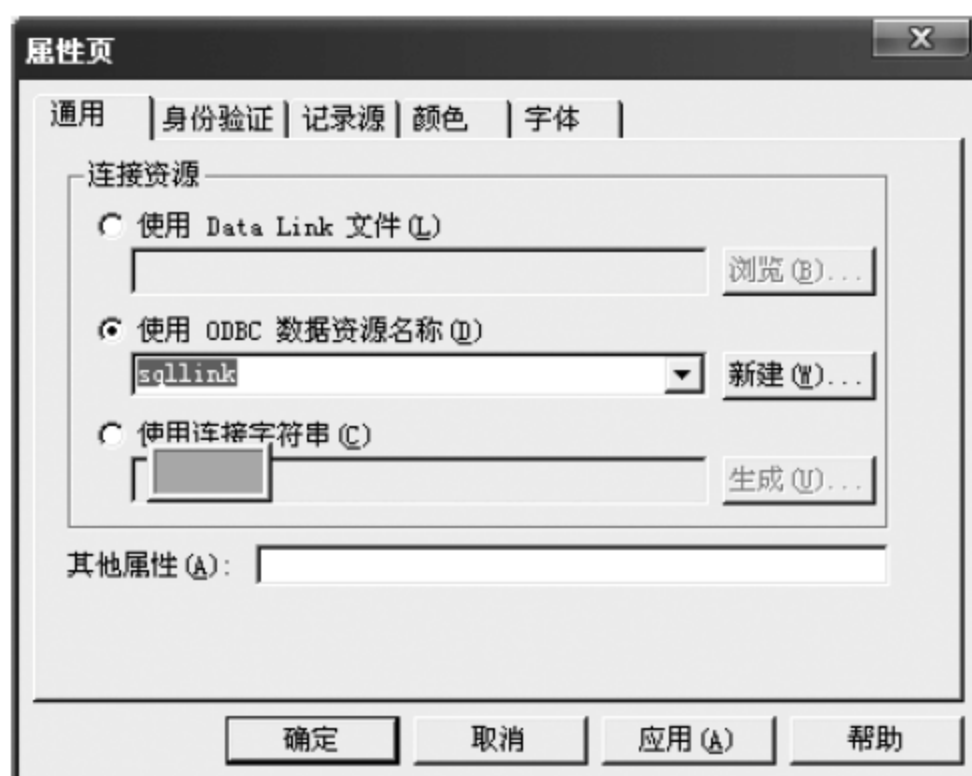 属性页
通用 身份验证 记录源 颜色 字体
连接资源
使用 Data Link 文件(L)
浏览(B)...
使用 ODBC 数据资源名称(D)
sqllink 新建(W)...
使用连接字符串(C)
生成(U)...
其他属性(A):
确定 取消 应用(A) 帮助